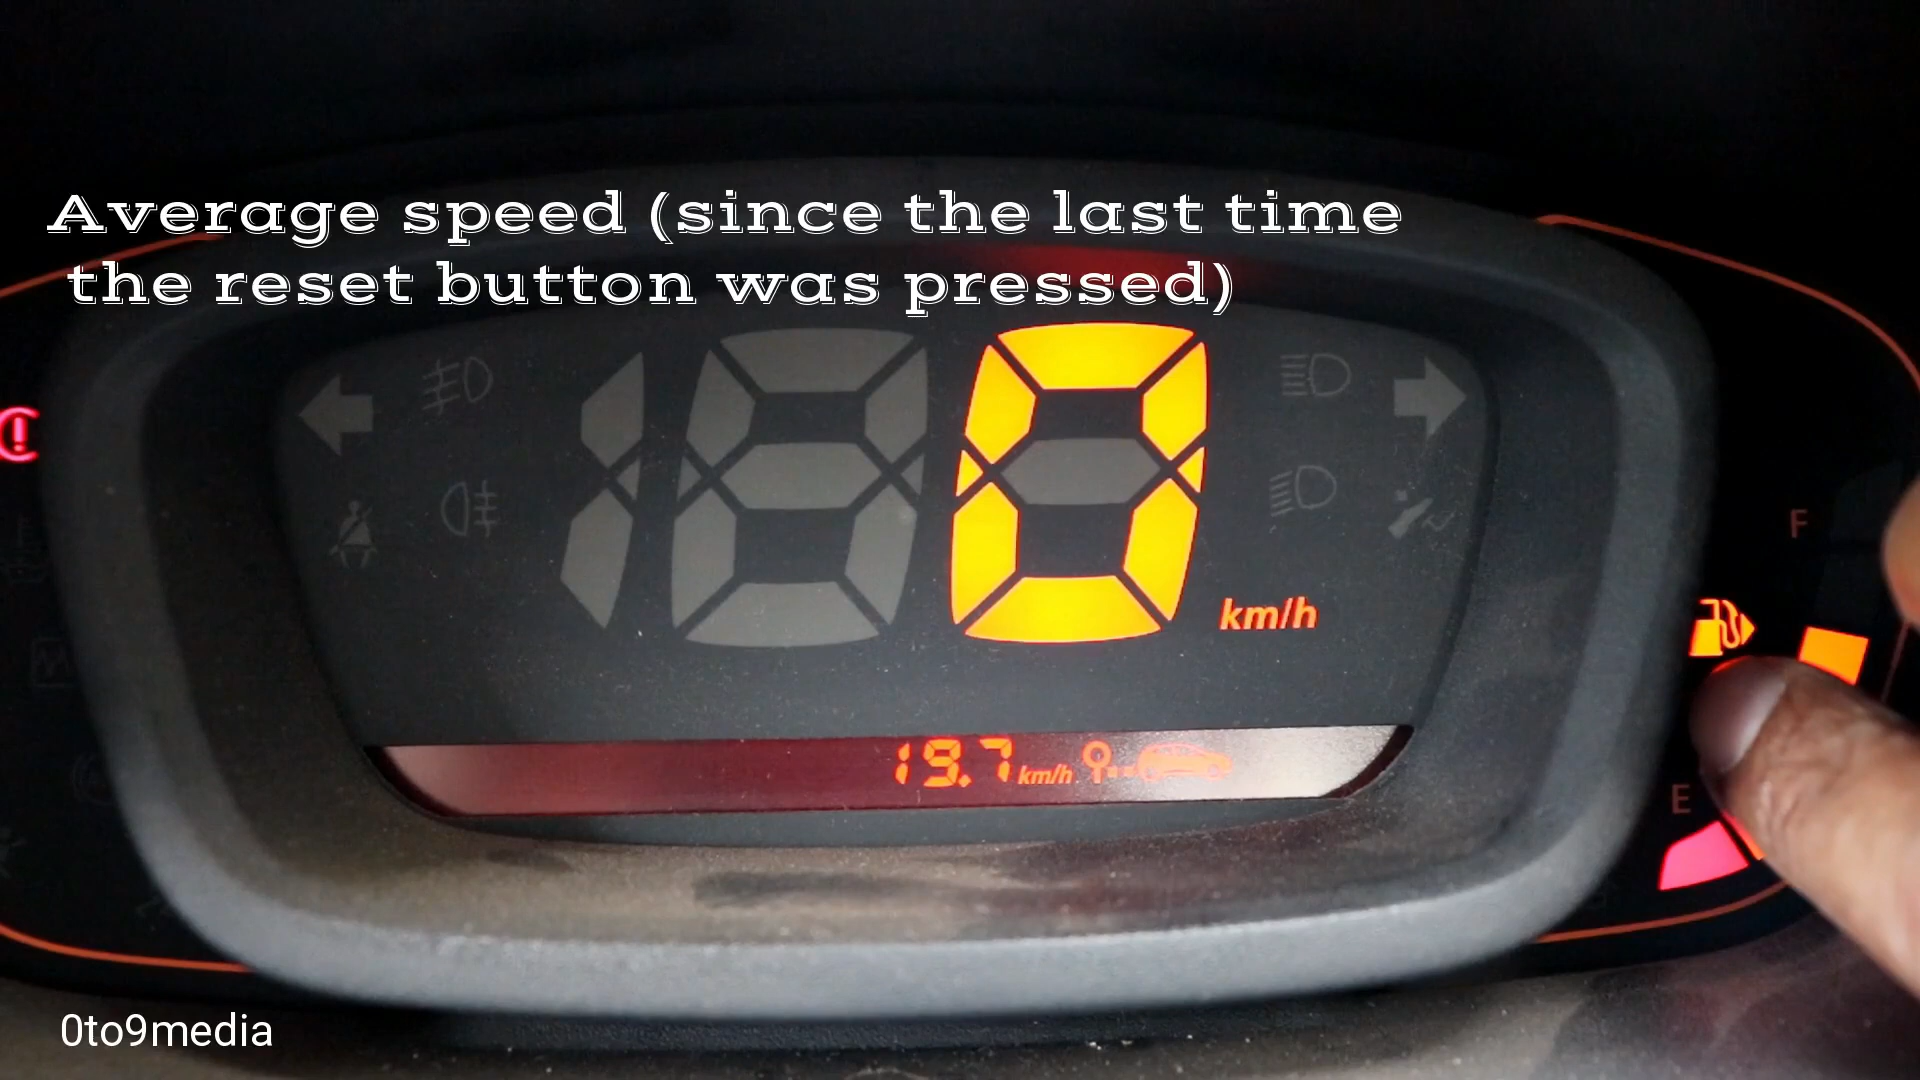 Average speed (since the last time
the reset button was pressed)
0
km/h
F
19.7 km/h
E
0to9media